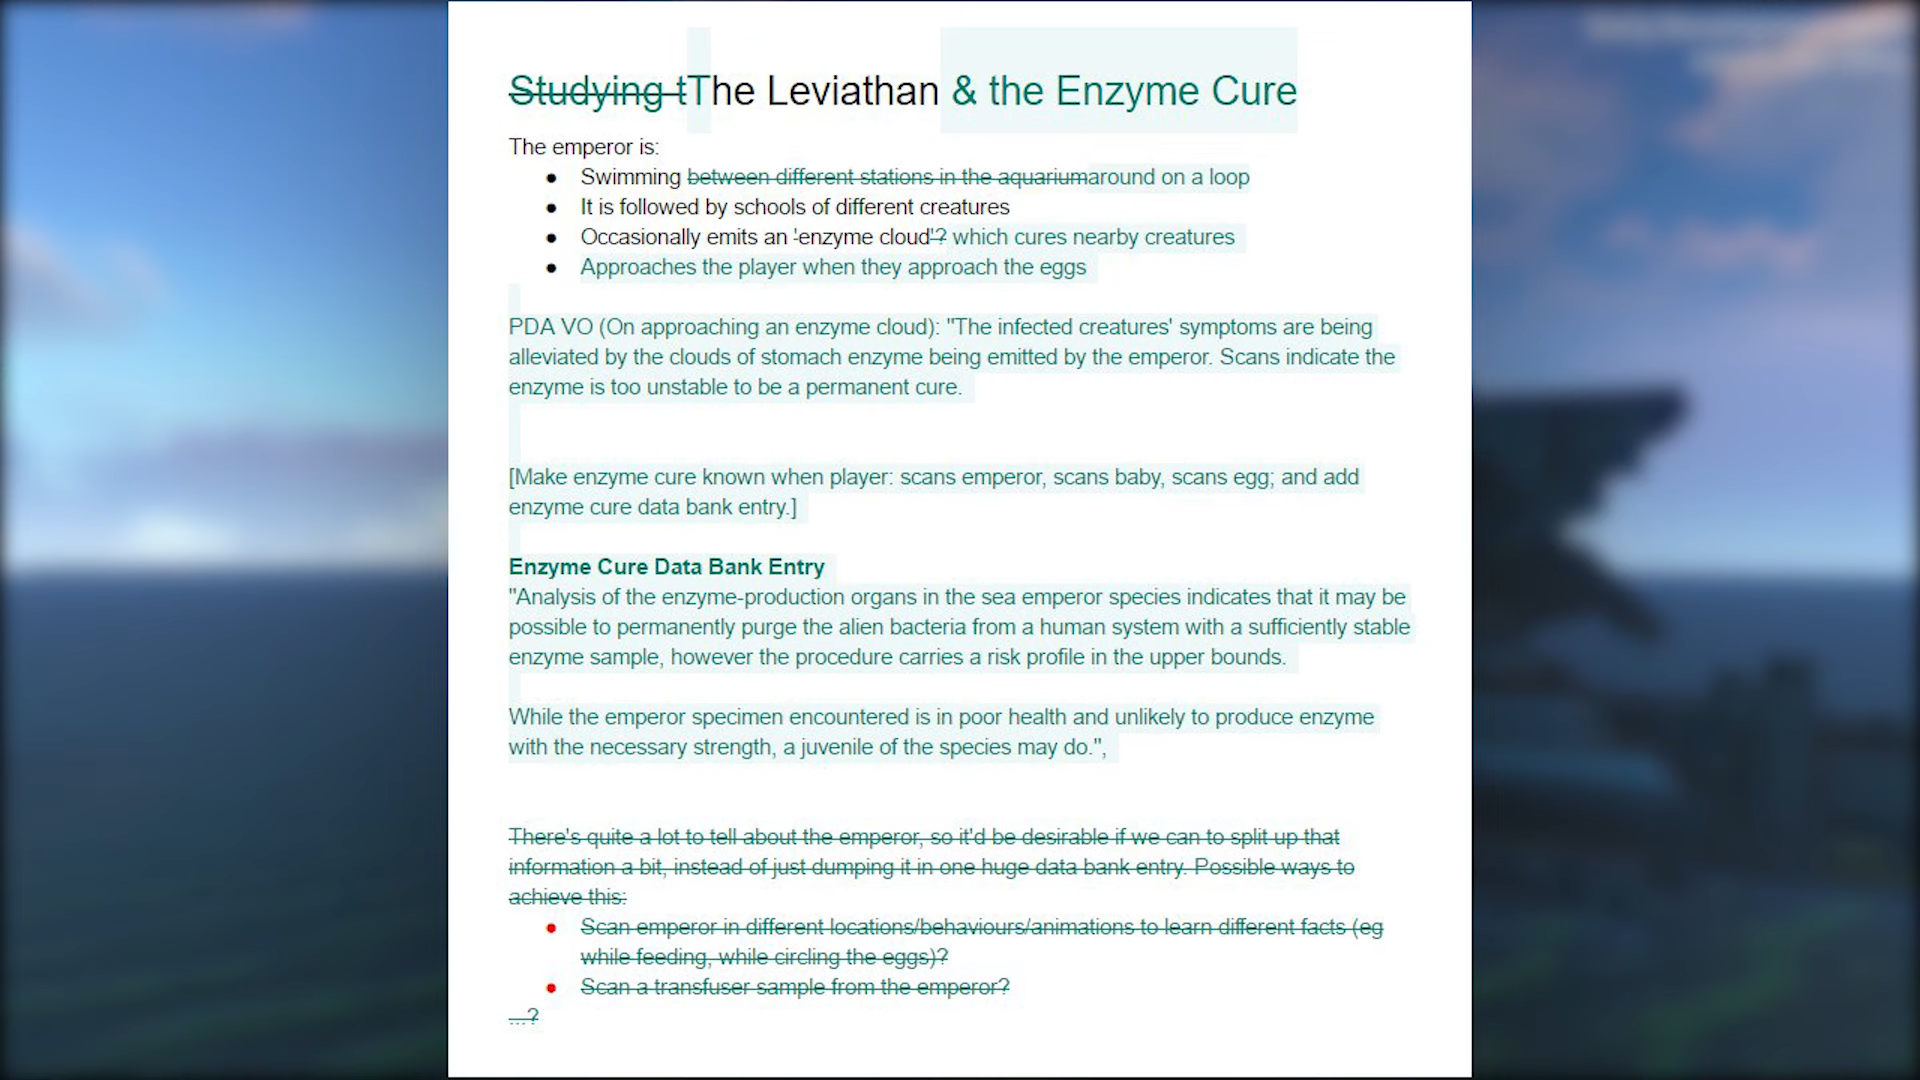 Studying tThe Leviathan & the Enzyme Cure
The emperor is:
● Swimming between different stations in the aquariumaround on a loop
● It is followed by schools of different creatures
● Occasionally emits an 'enzyme cloud'? which cures nearby creatures
● Approaches the player when they approach the eggs
PDA VO (On approaching an enzyme cloud): "The infected creatures' symptoms are being
alleviated by the clouds of stomach enzyme being emitted by the emperor. Scans indicate the
enzyme is too unstable to be a permanent cure.
[Make enzyme cure known when player: scans emperor, scans baby, scans egg; and add
enzyme cure data bank entry.]
Enzyme Cure Data Bank Entry
"Analysis of the enzyme-production organs in the sea emperor species indicates that it may be
possible to permanently purge the alien bacteria from a human system with a sufficiently stable
enzyme sample, however the procedure carries a risk profile in the upper bounds.
While the emperor specimen encountered is in poor health and unlikely to produce enzyme
with the necessary strength, a juvenile of the species may do.",
There's quite a lot to tell about the emperor, so it'd be desirable if we can to split up that
information a bit, instead of just dumping it in one huge data bank entry. Possible ways to
achieve this:
● Scan emperor in different locations/behaviours/animations to learn different facts (eg
while feeding, while circling the eggs)?
● Scan a transfuser sample from the emperor?
...?